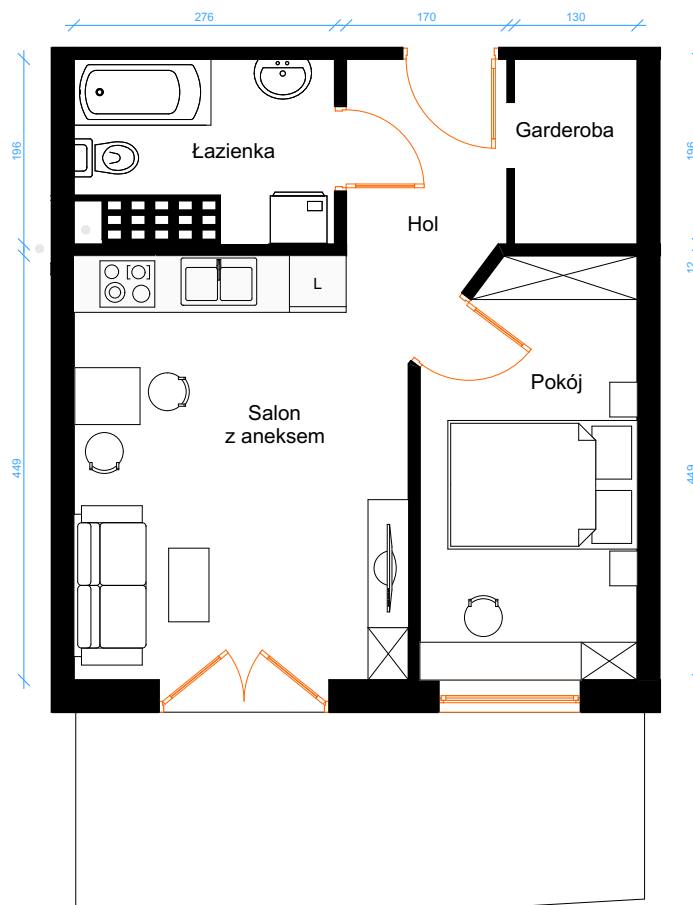 276
170
130
196
Łazienka
Garderoba
196
Hol
12
L
Pokój
Salon
z aneksem
449
449